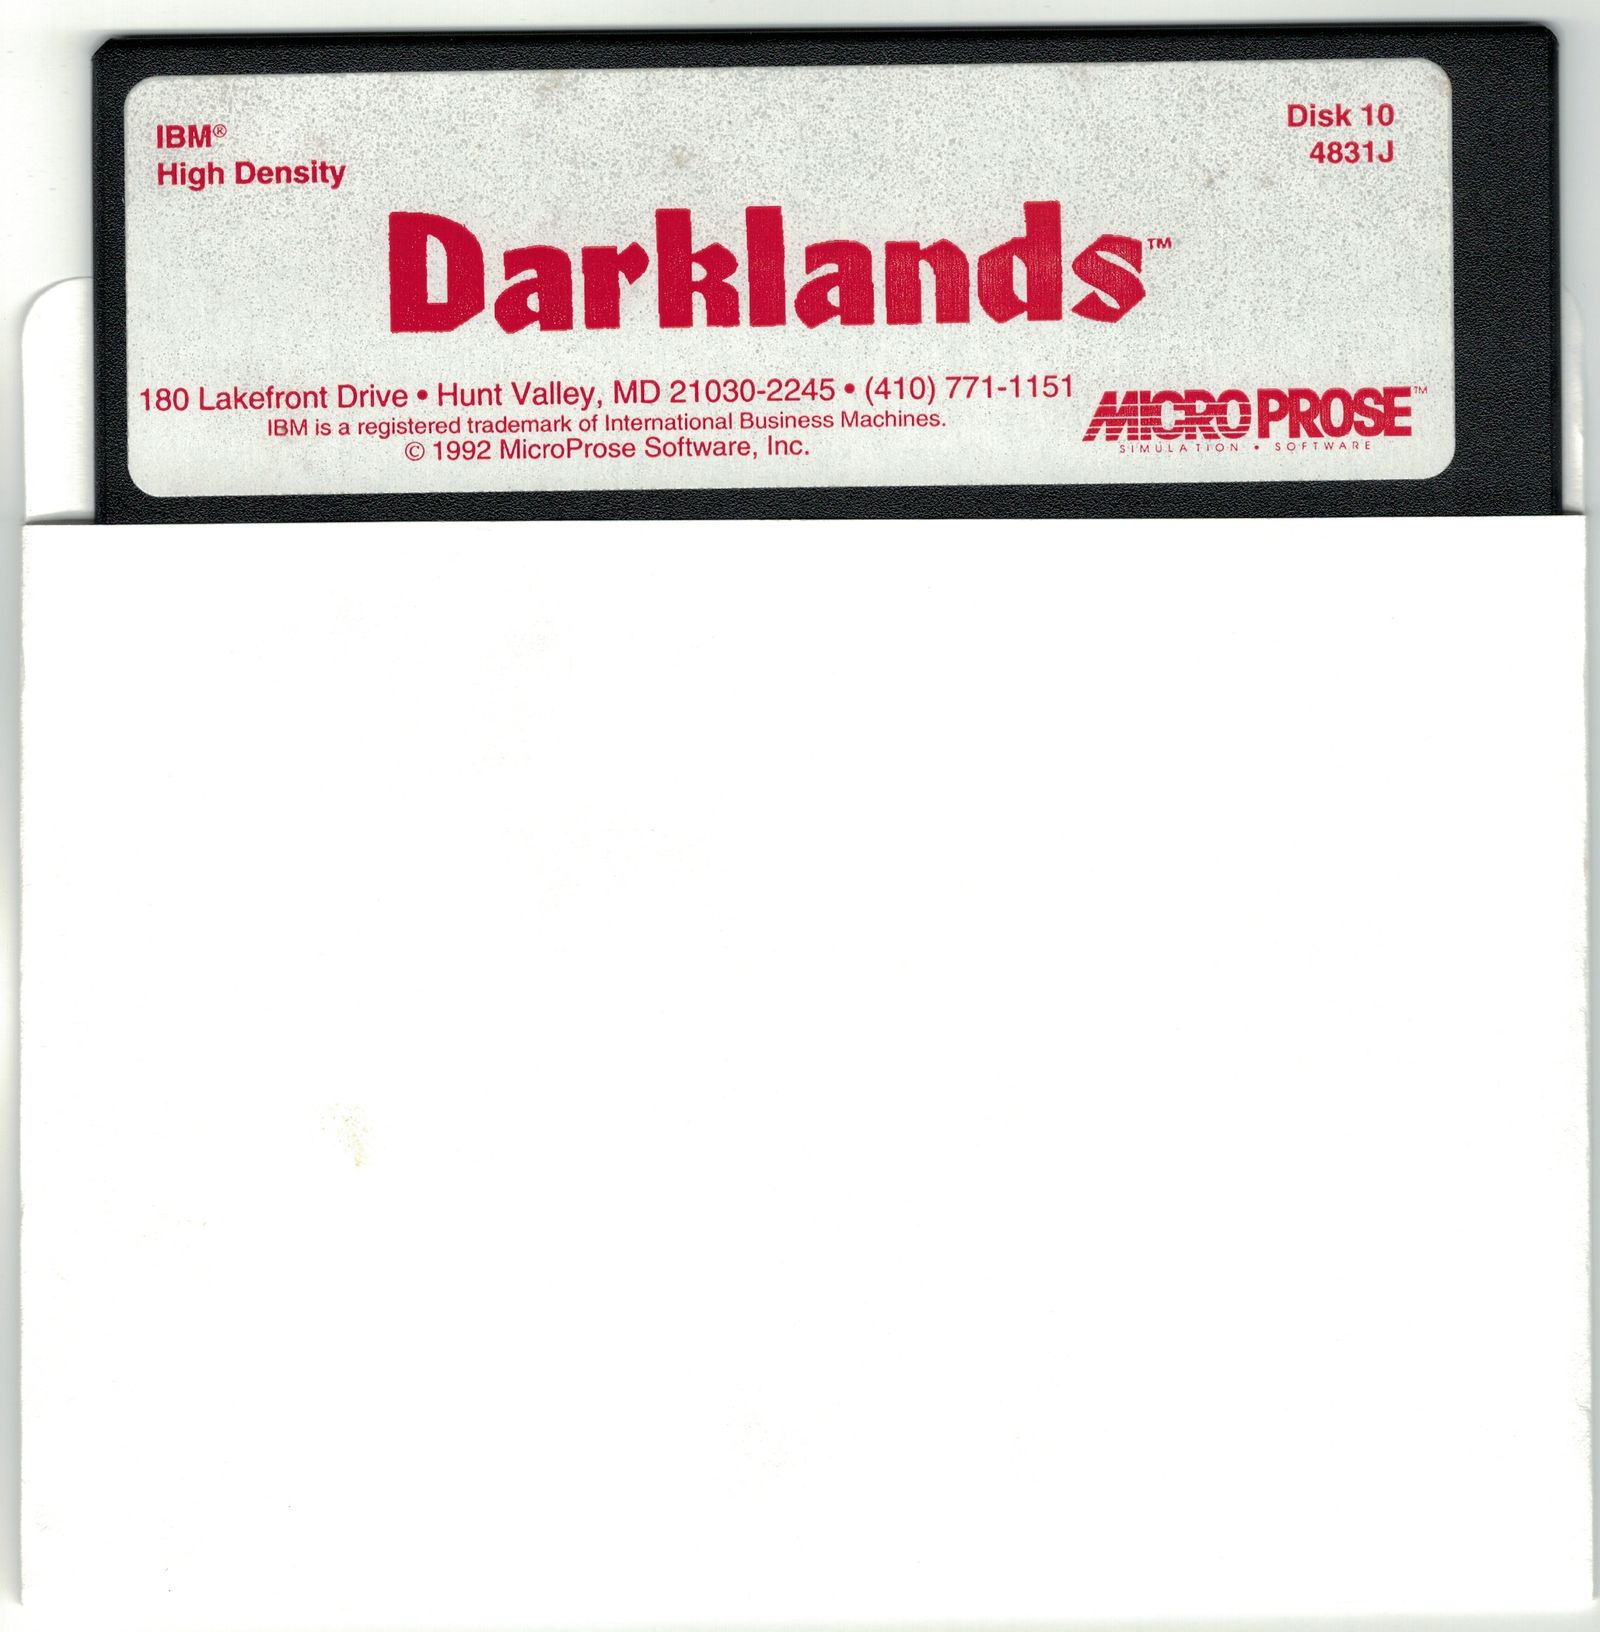 IBM®
High Density
Disk 10
4831J
Darklands™
180 Lakefront Drive • Hunt Valley, MD 21030-2245 • (410) 771-1151
IBM is a registered trademark of International Business Machines.
© 1992 MicroProse Software, Inc.
MICROPROSE™
SIMULATION • SOFTWARE